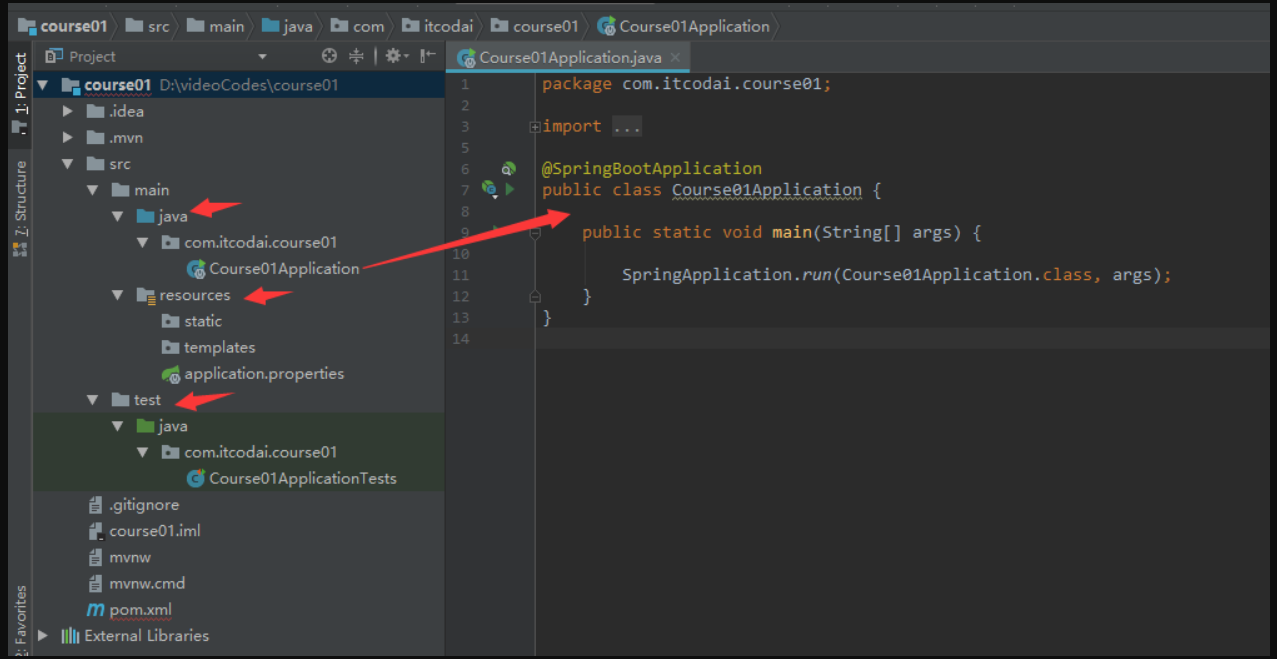 course01 src main java com itcodai course01 Course01Application
1: Project
7: Structure
2: Favorites
Project
course01 D:\videoCodes\course01
.idea
.mvn
src
main
java
com.itcodai.course01
Course01Application
resources
static
templates
application.properties
test
java
com.itcodai.course01
Course01ApplicationTests
.gitignore
course01.iml
mvnw
mvnw.cmd
pom.xml
External Libraries
Course01Application.java
1 package com.itcodai.course01;
2
3 import ...
5
6 @SpringBootApplication
7 public class Course01Application {
8
9 public static void main(String[] args) {
10
11 SpringApplication.run(Course01Application.class, args);
12 }
13 }
14